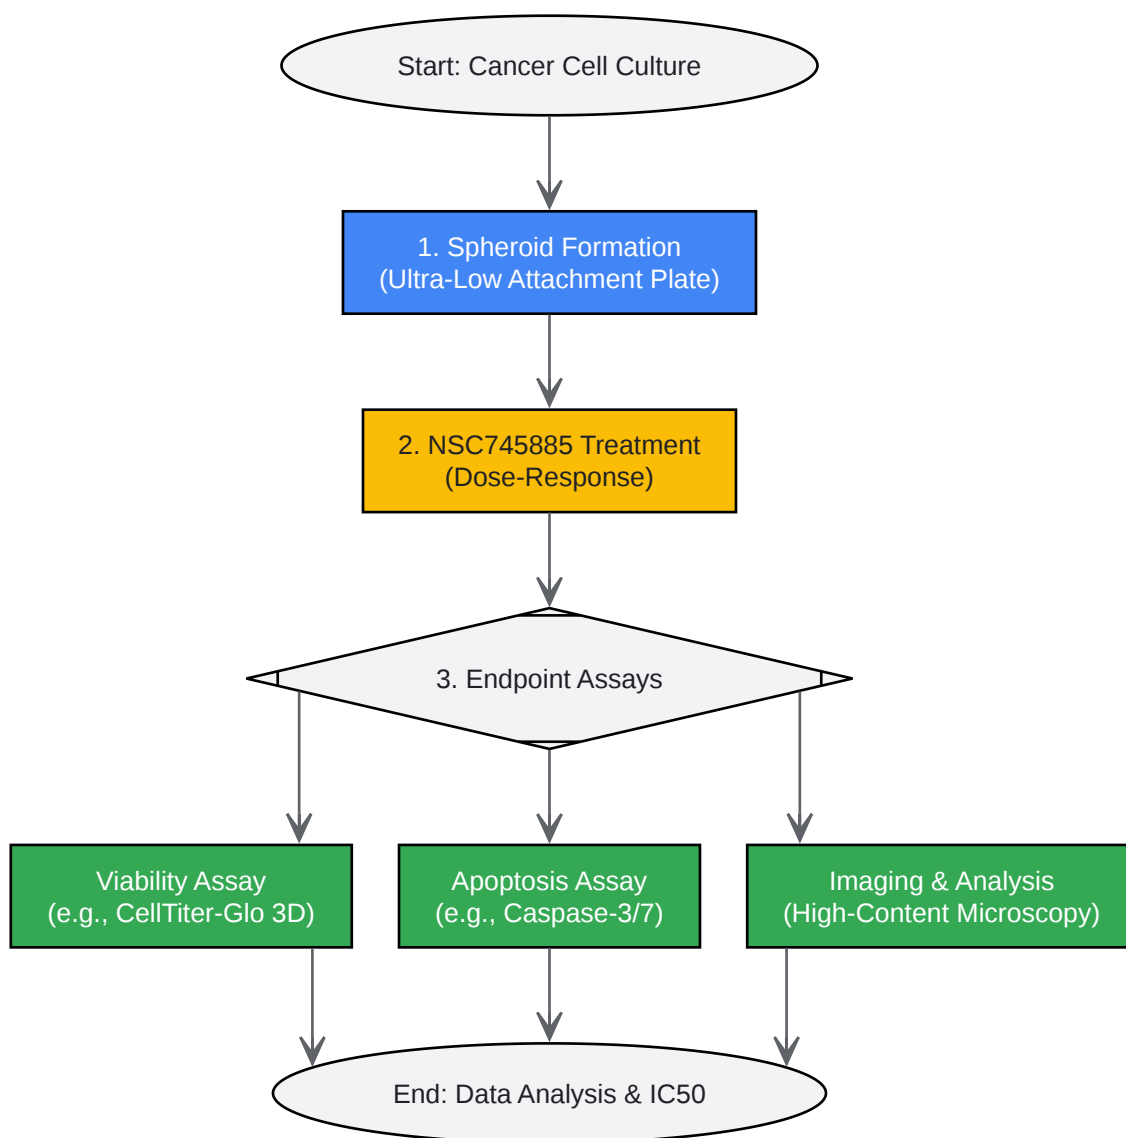 Start: Cancer Cell Culture
1. Spheroid Formation
(Ultra-Low Attachment Plate)
2. NSC745885 Treatment
(Dose-Response)
3. Endpoint Assays
Viability Assay
(e.g., CellTiter-Glo 3D)
Apoptosis Assay
(e.g., Caspase-3/7)
Imaging & Analysis
(High-Content Microscopy)
End: Data Analysis & IC50